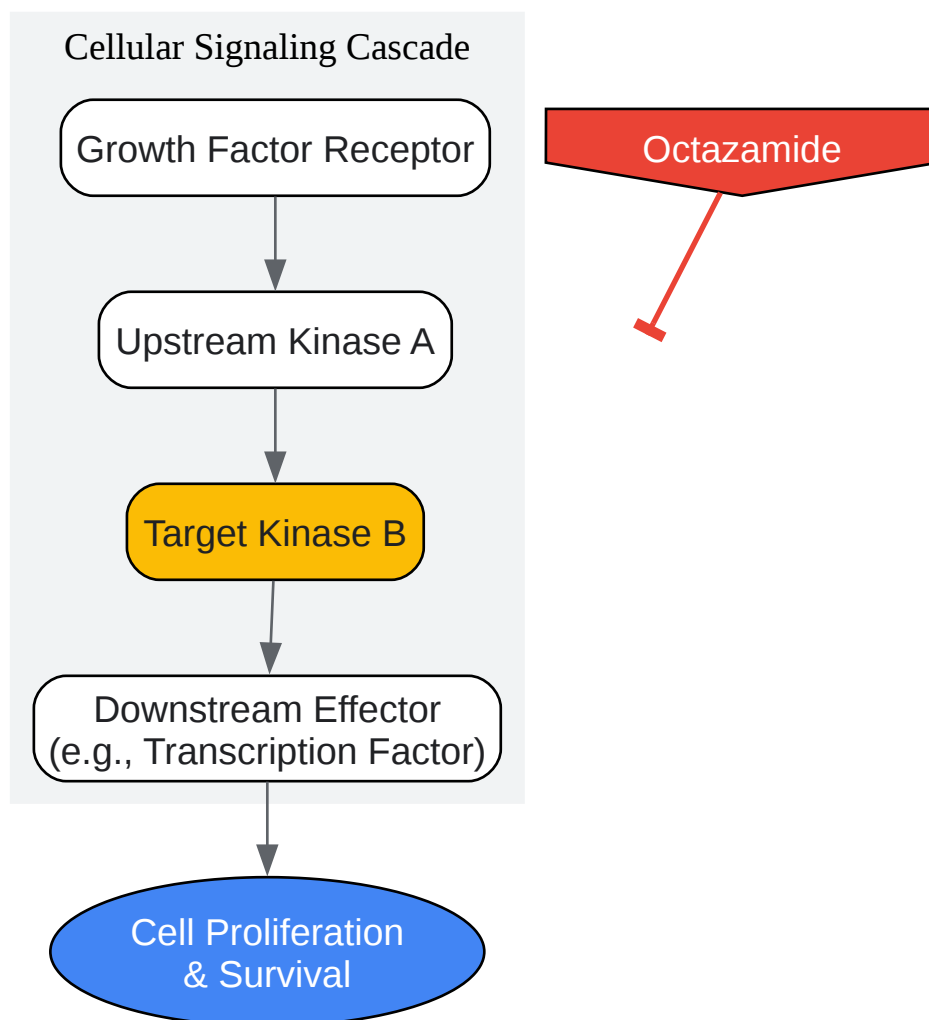 Cellular Signaling Cascade
Growth Factor Receptor
Octazamide
Upstream Kinase A
Target Kinase B
Downstream Effector
(e.g., Transcription Factor)
Cell Proliferation
& Survival